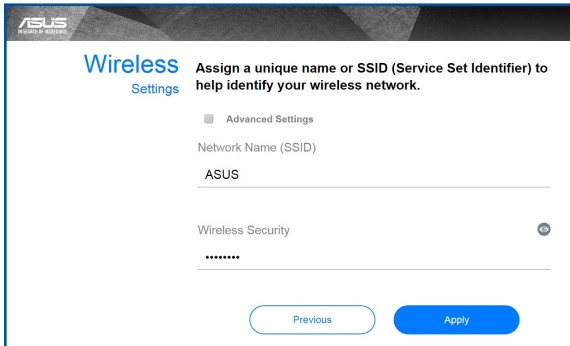 ASUS
IN SEARCH OF INCREDIBLE
Wireless
Settings
Assign a unique name or SSID (Service Set Identifier) to
help identify your wireless network.
Advanced Settings
Network Name (SSID)
ASUS
Wireless Security
••••••••
Previous
Apply